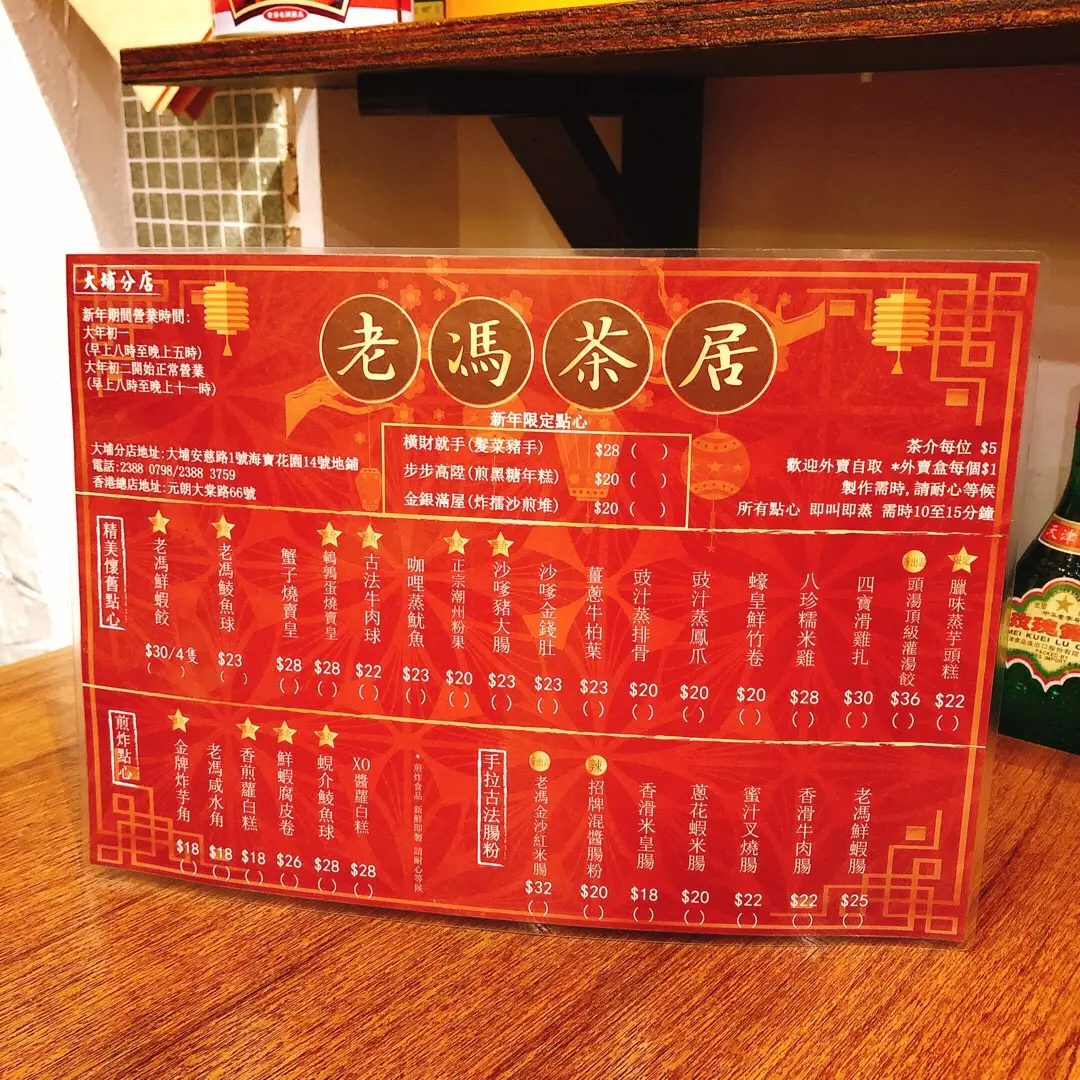 大埔分店
新年期間營業時間:
大年初一
(早上八時至晚上五時)
大年初二開始正常營業
(早上八時至晚上十一時)
老馮茶居
大埔分店地址:大埔安慈路1號海寶花園14號地鋪
電話:2388 0798/2388 3759
香港總店地址:元朗大棠路66號
新年限定點心
橫財就手(髮菜豬手) $28 ( )
步步高陞(煎黑糖年糕) $20 ( )
金銀滿屋(炸擂沙煎堆) $20 ( )
茶介每位 $5
歡迎外賣自取 *外賣盒每個$1
製作需時,請耐心等候
所有點心 即叫即蒸 需時10至15分鐘
精美懷舊點心
老馮鮮蝦餃 $30/4隻 ( )
老馮鯪魚球 $23 ( )
蟹子燒賣皇 $28 ( )
鵪鶉蛋燒賣皇 $28 ( )
古法牛肉球 $22 ( )
咖哩蒸魷魚 $23 ( )
正宗潮州粉果 $20 ( )
沙嗲豬大腸 $23 ( )
沙嗲金錢肚 $23 ( )
薑蔥牛柏葉 $23 ( )
豉汁蒸排骨 $20 ( )
豉汁蒸鳳爪 $20 ( )
蠔皇鮮竹卷 $20 ( )
八珍糯米雞 $28 ( )
四寶滑雞扎 $30 ( )
頭湯頂級灌湯餃 $36 ( )
限定
臘味蒸芋頭糕 $22 ( )
煎炸點心
金牌炸芋角 $18 ( )
老馮咸水角 $18 ( )
香煎蘿白糕 $18 ( )
鮮蝦腐皮卷 $26 ( )
蜆介鯪魚球 $28 ( )
XO醬蘿白糕 $28 ( )
*煎炸食品 新鮮即製 請耐心等候
手拉古法腸粉
老馮金沙紅米腸 $32 ( )
辣
招牌混醬腸粉 $20 ( )
香滑米皇腸 $18 ( )
蔥花蝦米腸 $20 ( )
蜜汁叉燒腸 $22 ( )
香滑牛肉腸 $22 ( )
老馮鮮蝦腸 $25 ( )
天津
玫瑰
MEI KUEI LU